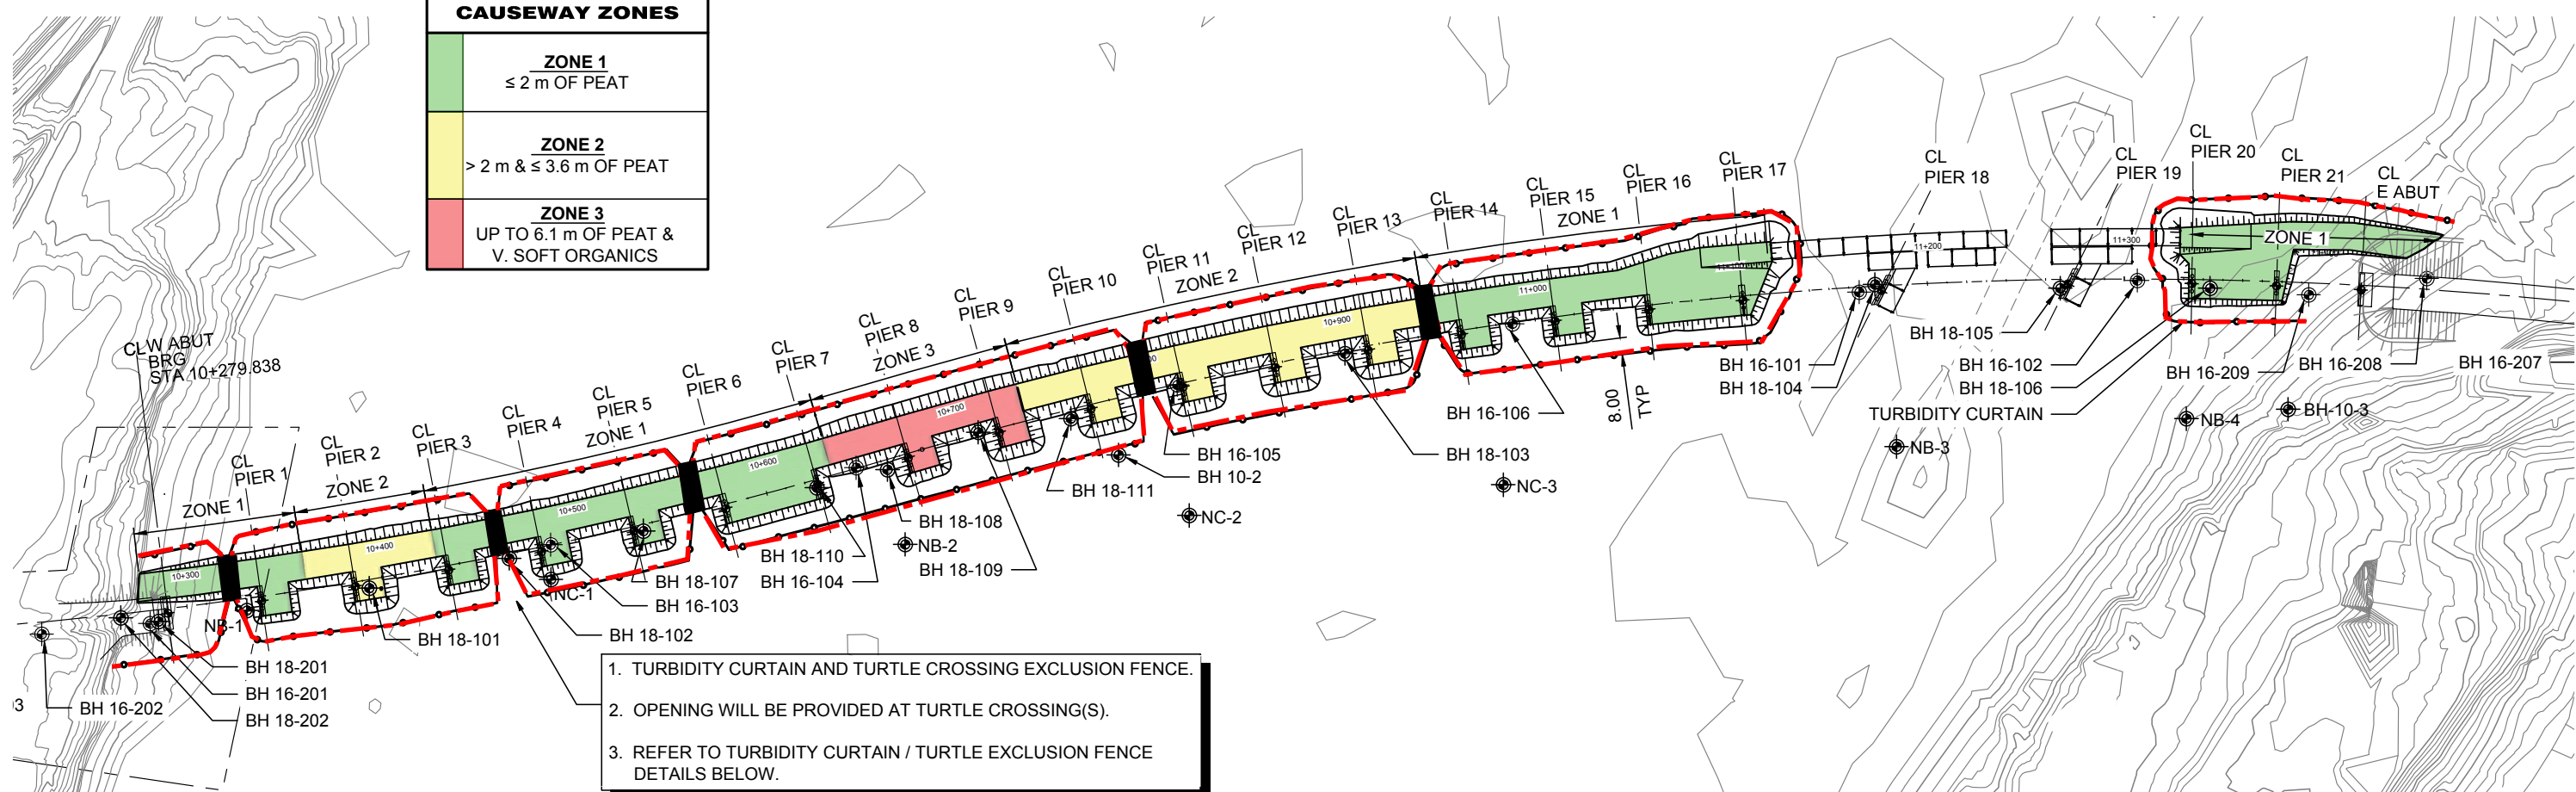 CAUSEWAY ZONES
ZONE 1
≤ 2 m OF PEAT
ZONE 2
> 2 m & ≤ 3.6 m OF PEAT
ZONE 3
UP TO 6.1 m OF PEAT &
V. SOFT ORGANICS
CL W ABUT
BRG
STA 10+279.838
ZONE 1
CL
PIER 1
CL
PIER 2
ZONE 2
CL
PIER 3
CL
PIER 4
CL
PIER 5
ZONE 1
CL
PIER 6
CL
PIER 7
CL
PIER 8
ZONE 3
CL
PIER 9
CL
PIER 10
CL
PIER 11
ZONE 2
CL
PIER 12
CL
PIER 13
CL
PIER 14
CL
PIER 15
ZONE 1
CL
PIER 16
CL
PIER 17
CL
PIER 18
CL
PIER 19
CL
PIER 20
CL
PIER 21
CL
E ABUT
ZONE 1
10+300
10+400
10+500
10+600
10+700
10+900
11+000
11+200
11+300
8.00
TYP
BH 16-202
BH 18-201
BH 16-201
BH 18-202
NB-1
BH 18-101
NC-1
BH 18-107
BH 16-103
BH 18-102
BH 18-110
BH 16-104
BH 18-108
NB-2
BH 18-109
BH 18-111
BH 16-105
BH 10-2
NC-2
BH 18-103
BH 16-106
NC-3
BH 16-101
BH 18-104
BH 18-105
BH 16-102
BH 18-106
TURBIDITY CURTAIN
NB-3
BH 16-209
BH 16-208
BH 16-207
NB-4
BH-10-3
1. TURBIDITY CURTAIN AND TURTLE CROSSING EXCLUSION FENCE.
2. OPENING WILL BE PROVIDED AT TURTLE CROSSING(S).
3. REFER TO TURBIDITY CURTAIN / TURTLE EXCLUSION FENCE
DETAILS BELOW.